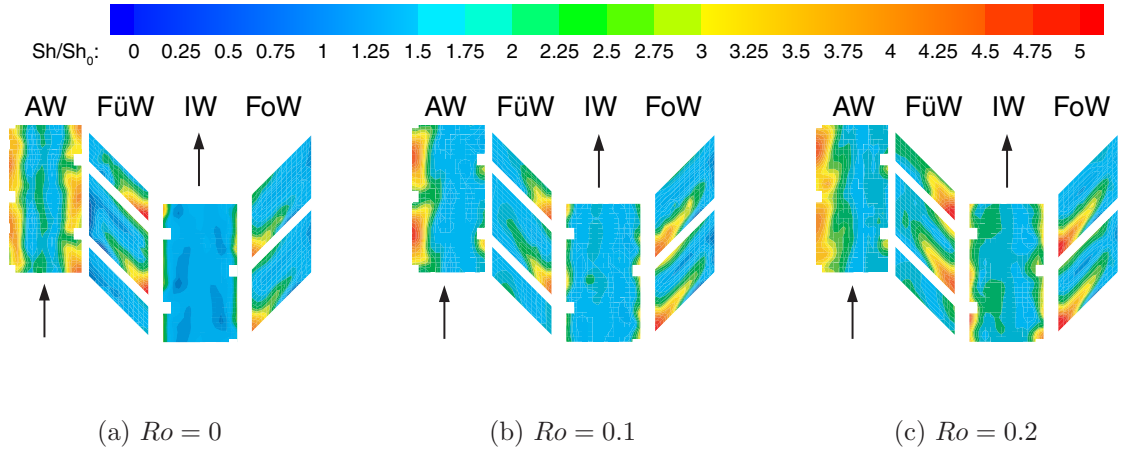 Sh/Sh₀: 0 0.25 0.5 0.75 1 1.25 1.5 1.75 2 2.25 2.5 2.75 3 3.25 3.5 3.75 4 4.25 4.5 4.75 5
AW FüW IW FoW AW FüW IW FoW AW FüW IW FoW
(a) Ro = 0 (b) Ro = 0.1 (c) Ro = 0.2